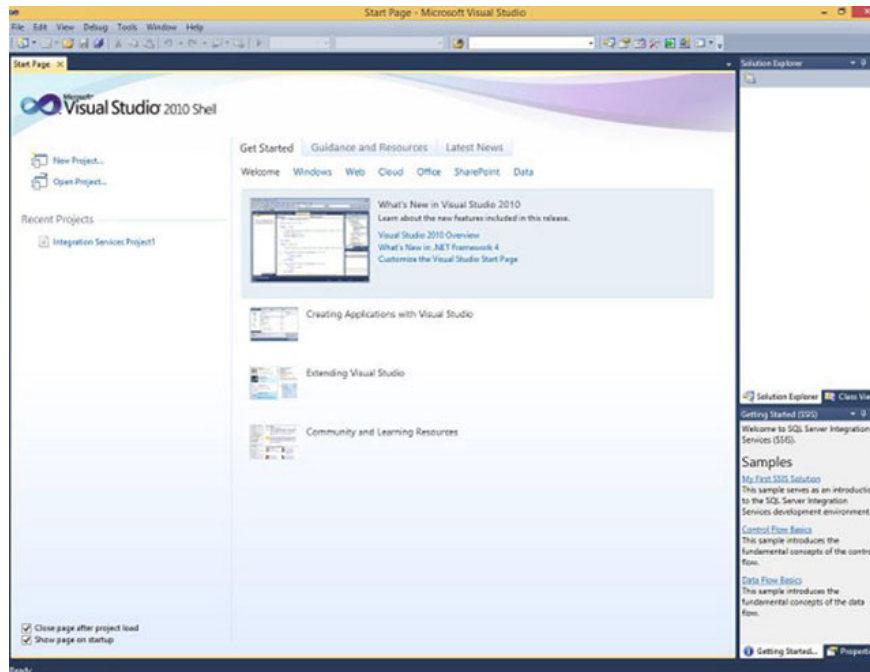 Start Page - Microsoft Visual Studio
File Edit View Debug Tools Window Help
Start Page
Solution Explorer
Microsoft
Visual Studio 2010 Shell
New Project...
Open Project...
Recent Projects
Integration Services Project1
Get Started Guidance and Resources Latest News
Welcome Windows Web Cloud Office SharePoint Data
What's New in Visual Studio 2010
Learn about the new features included in this release.
Visual Studio 2010 Overview
What's New in .NET Framework 4
Customize the Visual Studio Start Page
Creating Applications with Visual Studio
Extending Visual Studio
Community and Learning Resources
Close page after project load
Show page on startup
Solution Explorer Class Vie
Getting Started (SSIS)
Welcome to SQL Server Integration
Services (SSIS).
Samples
My First SSIS Solution
This sample serves as an introductio
to the SQL Server Integration
Services development environment
Control Flow Basics
This sample introduces the
fundamental concepts of the contro
flow.
Data Flow Basics
This sample introduces the
fundamental concepts of the data
flow.
Getting Started... Properti
Ready